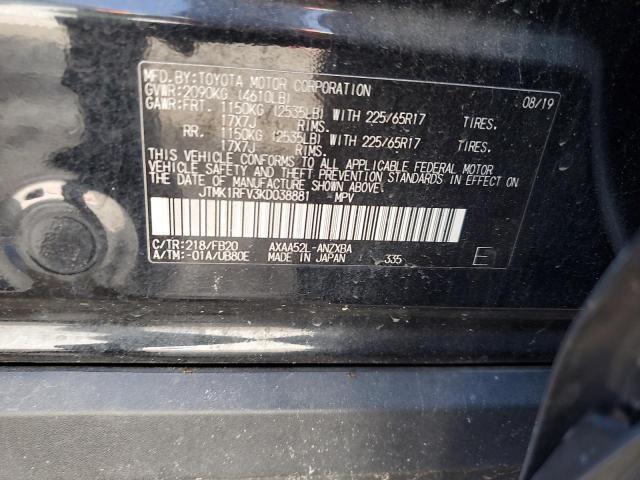 MFD.BY:TOYOTA MOTOR CORPORATION 08/19
GVWR:2090KG (4610LB)
GAWR:FRT. 1150KG (2535LB) WITH 225/65R17 TIRES.
17X7J RIMS.
RR. 1150KG (2535LB) WITH 225/65R17 TIRES.
17X7J RIMS.
THIS VEHICLE CONFORMS TO ALL APPLICABLE FEDERAL MOTOR
VEHICLE SAFETY AND THEFT PREVENTION STANDARDS IN EFFECT ON
THE DATE OF MANUFACTURE SHOWN ABOVE.
JTMK1RFV3KD038881 MPV
C/TR:218/FB20 AXAA52L-ANZXBA
A/TM:-01A/UB80E MADE IN JAPAN 335 E